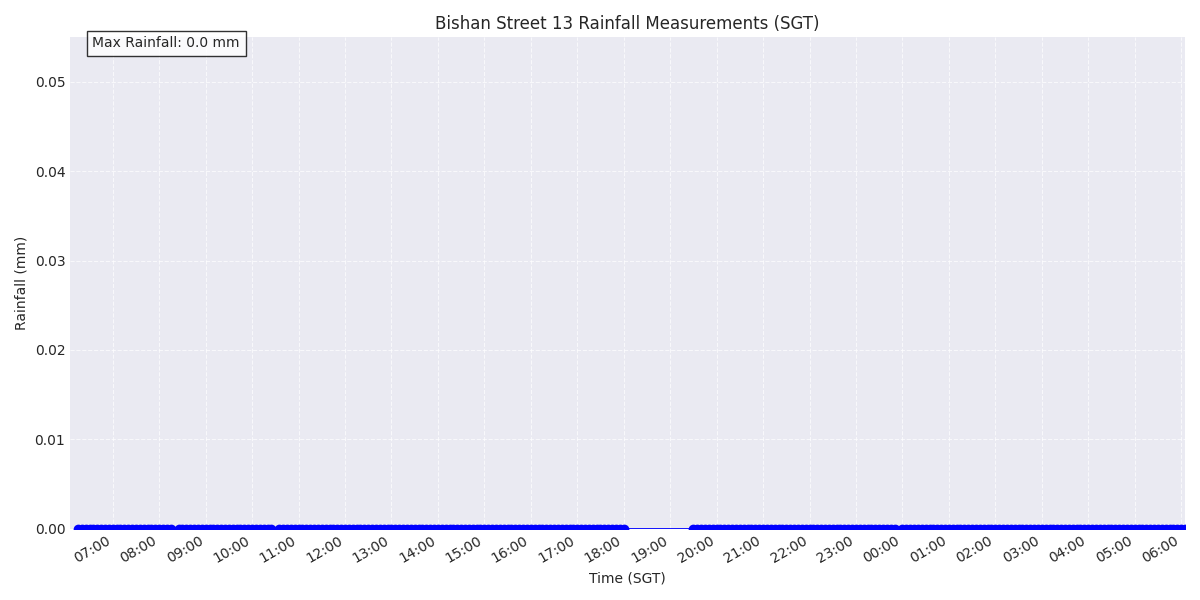 Bishan Street 13 Rainfall Measurements (SGT)
Max Rainfall: 0.0 mm
0.05
0.04
0.03
0.02
0.01
0.00
Rainfall (mm)
07:00 08:00 09:00 10:00 11:00 12:00 13:00 14:00 15:00 16:00 17:00 18:00 19:00 20:00 21:00 22:00 23:00 00:00 01:00 02:00 03:00 04:00 05:00 06:00
Time (SGT)